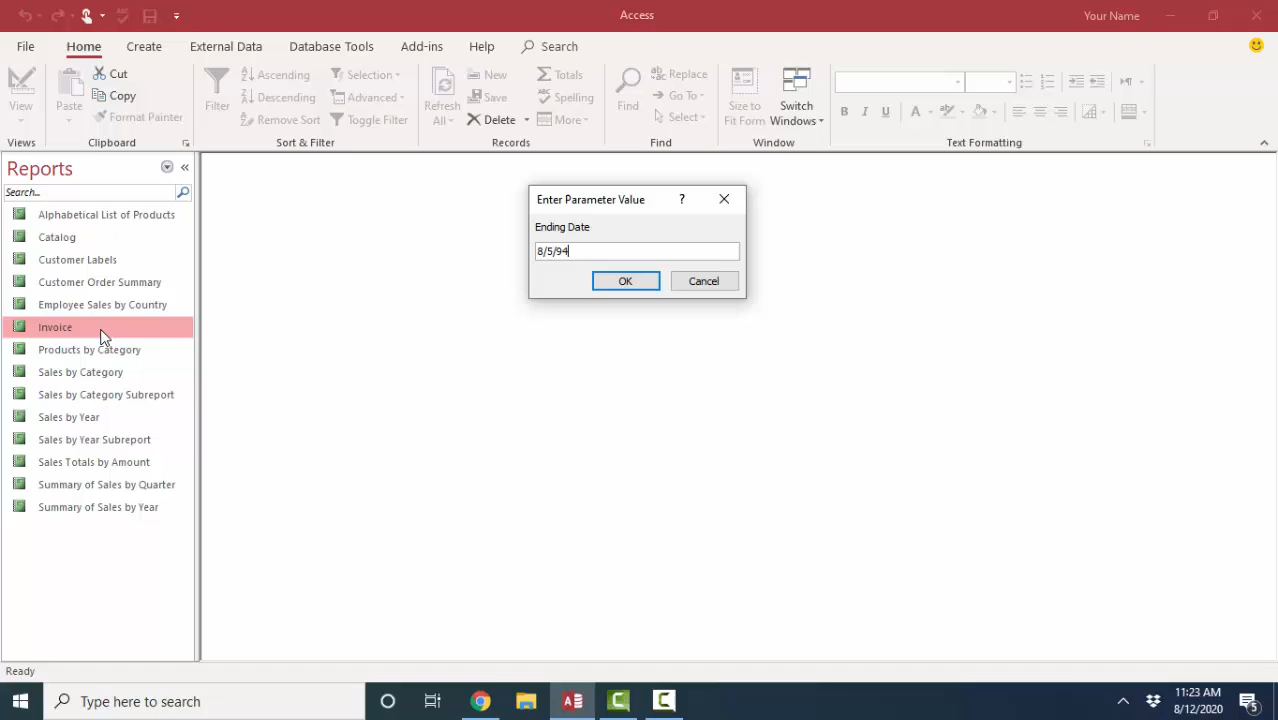 Access
Your Name
File Home Create External Data Database Tools Add-ins Help Search
View
Views
Paste
Cut
Copy
Format Painter
Clipboard
Filter
Ascending
Descending
Remove Sort
Selection
Advanced
Toggle Filter
Sort & Filter
Refresh All
New
Save
Delete
Totals
Spelling
More
Records
Find
Replace
Go To
Select
Find
Size to Fit Form
Switch Windows
Window
B I U A
Text Formatting
Reports
Search...
Alphabetical List of Products
Catalog
Customer Labels
Customer Order Summary
Employee Sales by Country
Invoice
Products by Category
Sales by Category
Sales by Category Subreport
Sales by Year
Sales by Year Subreport
Sales Totals by Amount
Summary of Sales by Quarter
Summary of Sales by Year
Enter Parameter Value ?
Ending Date
8/5/94
OK Cancel
Ready
Type here to search
11:23 AM
8/12/2020
5